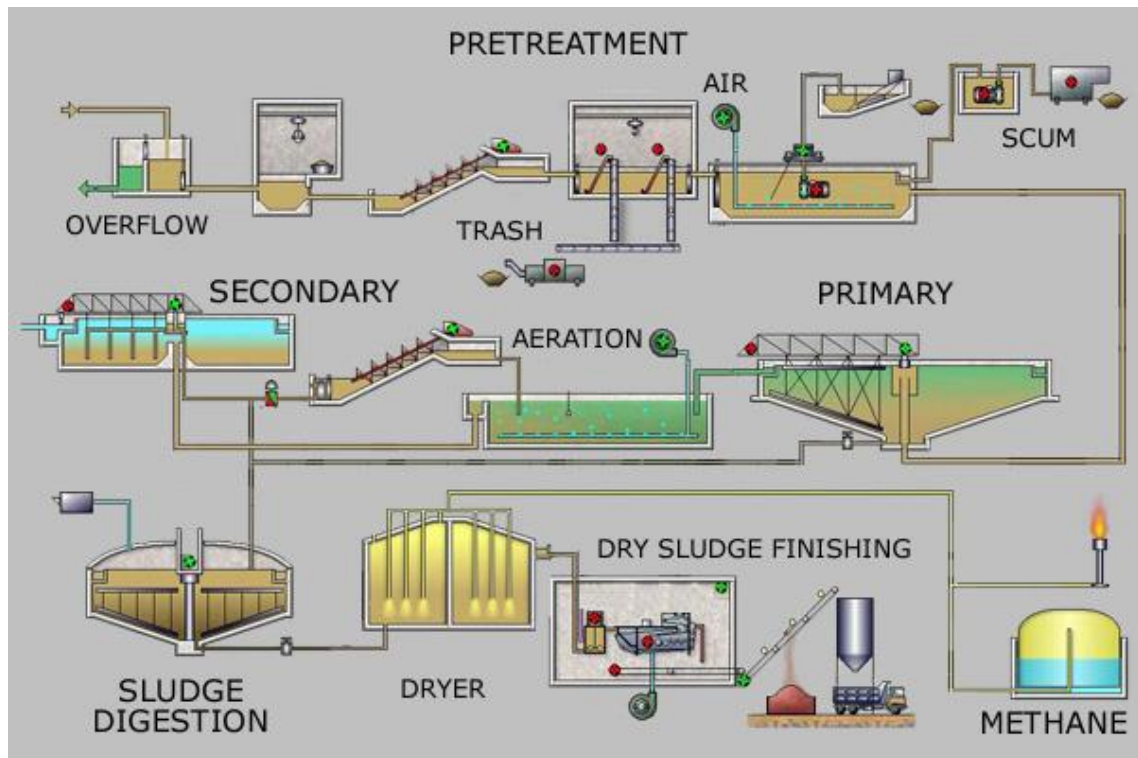 PRETREATMENT
AIR
SCUM
OVERFLOW
TRASH
SECONDARY
PRIMARY
AERATION
DRY SLUDGE FINISHING
SLUDGE
DIGESTION
DRYER
METHANE